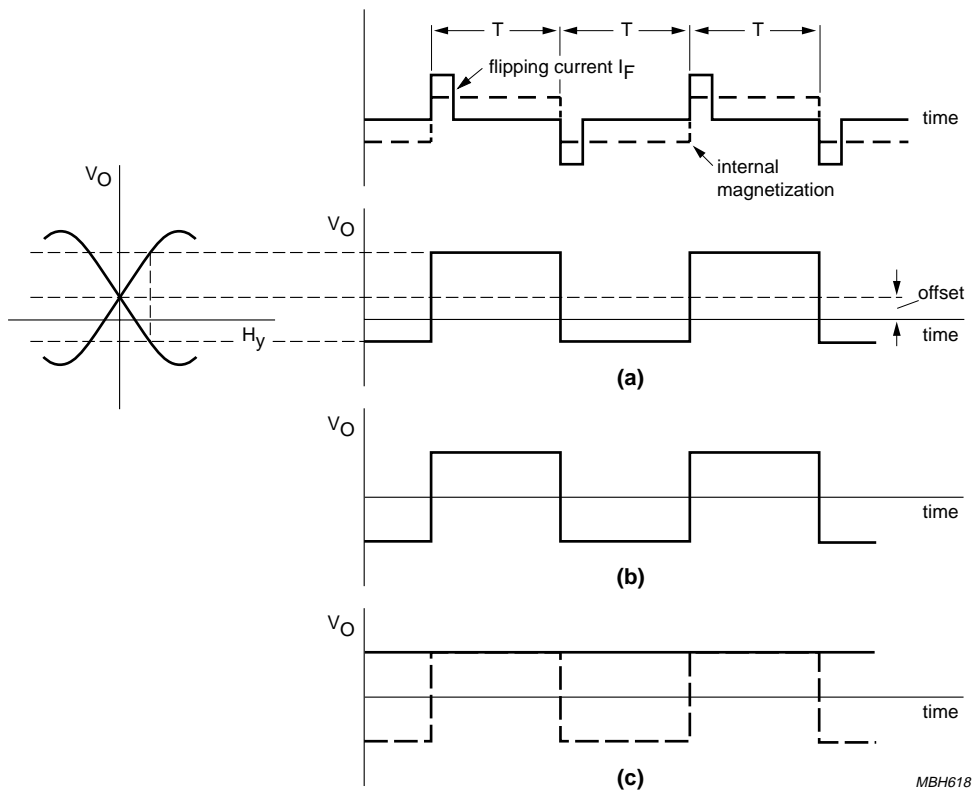 T T T
flipping current IF
time
internal
magnetization
VO
VO
offset
Hy
time
(a)
VO
time
(b)
VO
time
(c)
MBH618